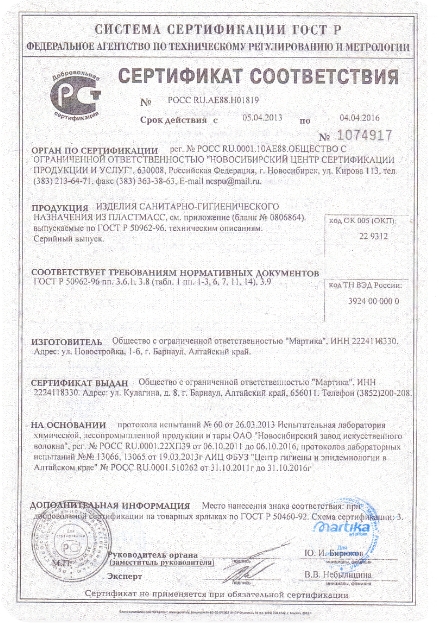 СИСТЕМА СЕРТИФИКАЦИИ ГОСТ Р
ФЕДЕРАЛЬНОЕ АГЕНТСТВО ПО ТЕХНИЧЕСКОМУ РЕГУЛИРОВАНИЮ И МЕТРОЛОГИИ
Добровольная
сертификация
СЕРТИФИКАТ СООТВЕТСТВИЯ
№ РОСС RU.АЕ88.Н01819
Срок действия с 05.04.2013 по 04.04.2016
№ 1074917
ОРГАН ПО СЕРТИФИКАЦИИ рег. № РОСС RU.0001.10АЕ88.ОБЩЕСТВО С
ОГРАНИЧЕННОЙ ОТВЕТСТВЕННОСТЬЮ "НОВОСИБИРСКИЙ ЦЕНТР СЕРТИФИКАЦИИ
ПРОДУКЦИИ И УСЛУГ", 630008, Российская Федерация, г. Новосибирск, ул. Кирова 113, тел.
(383) 213-64-71, факс (383) 363-38-63, E-mail ncspu@mail.ru.
ПРОДУКЦИЯ ИЗДЕЛИЯ САНИТАРНО-ГИГИЕНИЧЕСКОГО
НАЗНАЧЕНИЯ ИЗ ПЛАСТМАСС, см. приложение (бланк № 0806864).
выпускаемые по ГОСТ Р 50962-96, техническим описаниям.
Серийный выпуск.
код ОК 005 (ОКП):
22 9312
СООТВЕТСТВУЕТ ТРЕБОВАНИЯМ НОРМАТИВНЫХ ДОКУМЕНТОВ
ГОСТ Р 50962-96 пп. 3.6.1, 3.8 (табл. 1 пп. 1-3, 6, 7, 11, 14), 3.9
код ТН ВЭД России:
3924 00 000 0
ИЗГОТОВИТЕЛЬ Общество с ограниченной ответственностью "Мартика", ИНН 2224118330.
Адрес: ул. Новостройка, 1-б, г. Барнаул, Алтайский край.
СЕРТИФИКАТ ВЫДАН Общество с ограниченной ответственностью "Мартика", ИНН
2224118330. Адрес: ул. Кулагина, д. 8, г. Барнаул, Алтайский край, 656011. Телефон (3852)200-208.
НА ОСНОВАНИИ протокола испытаний № 60 от 26.03.2013 Испытательная лаборатория
химической, лесопромышленной продукции и тары ОАО "Новосибирский завод искусственного
волокна", рег. № РОСС RU.0001.22ХП39 от 06.10.2011 до 06.10.2016; протоколов лабораторных
испытаний №№ 13066, 13065 от 19.03.2013г АИЦ ФБУЗ "Центр гигиены и эпидемиологии в
Алтайском крае" № РОСС RU.0001.510262 от 31.10.2011г до 31.10.2016г
ДОПОЛНИТЕЛЬНАЯ ИНФОРМАЦИЯ Место нанесения знака соответствия: при
добровольной сертификации на товарных ярлыках по ГОСТ Р 50460-92. Схема сертификации: 3.
martika
Руководитель органа Ю. И. Бирюков
(заместитель руководителя)
М.П.
Эксперт В.В. Небылицина
Сертификат не применяется при обязательной сертификации